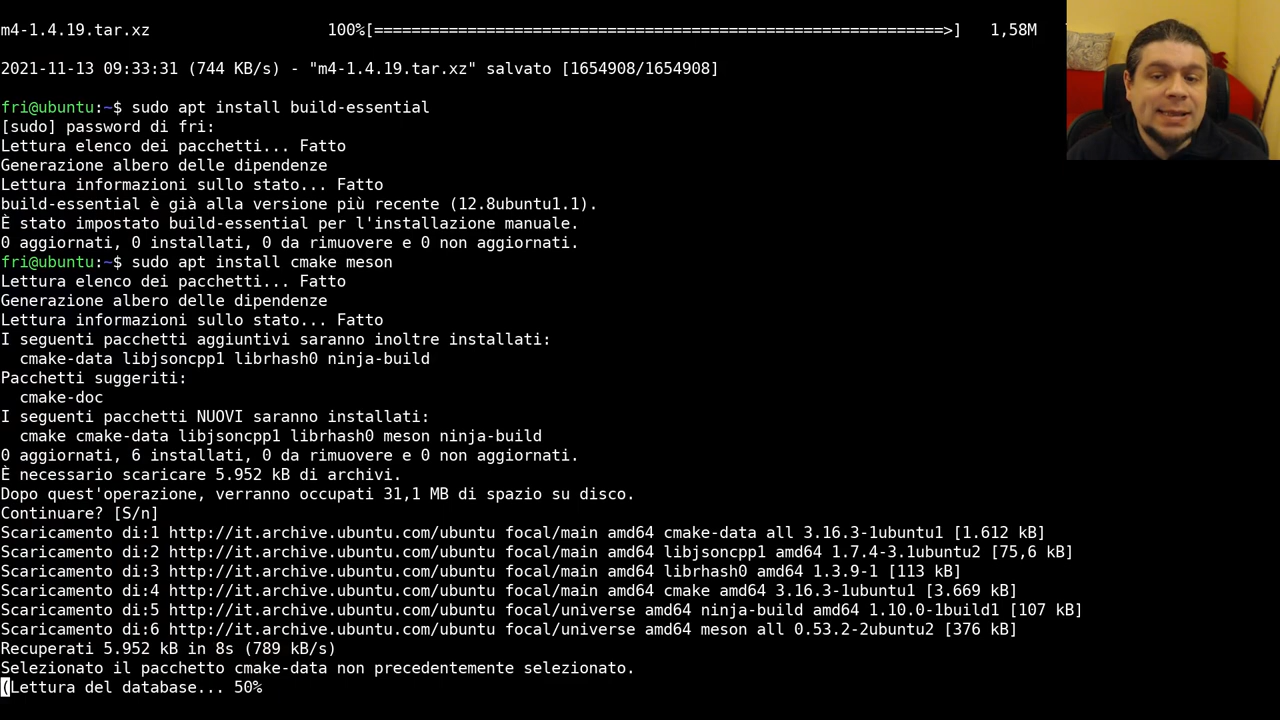 m4-1.4.19.tar.xz 100%[=============================================================>] 1,58M
2021-11-13 09:33:31 (744 KB/s) - "m4-1.4.19.tar.xz" salvato [1654908/1654908]
fri@ubuntu:~$ sudo apt install build-essential
[sudo] password di fri:
Lettura elenco dei pacchetti... Fatto
Generazione albero delle dipendenze
Lettura informazioni sullo stato... Fatto
build-essential è già alla versione più recente (12.8ubuntu1.1).
È stato impostato build-essential per l'installazione manuale.
0 aggiornati, 0 installati, 0 da rimuovere e 0 non aggiornati.
fri@ubuntu:~$ sudo apt install cmake meson
Lettura elenco dei pacchetti... Fatto
Generazione albero delle dipendenze
Lettura informazioni sullo stato... Fatto
I seguenti pacchetti aggiuntivi saranno inoltre installati:
  cmake-data libjsoncpp1 librhash0 ninja-build
Pacchetti suggeriti:
  cmake-doc
I seguenti pacchetti NUOVI saranno installati:
  cmake cmake-data libjsoncpp1 librhash0 meson ninja-build
0 aggiornati, 6 installati, 0 da rimuovere e 0 non aggiornati.
È necessario scaricare 5.952 kB di archivi.
Dopo quest'operazione, verranno occupati 31,1 MB di spazio su disco.
Continuare? [S/n]
Scaricamento di:1 http://it.archive.ubuntu.com/ubuntu focal/main amd64 cmake-data all 3.16.3-1ubuntu1 [1.612 kB]
Scaricamento di:2 http://it.archive.ubuntu.com/ubuntu focal/main amd64 libjsoncpp1 amd64 1.7.4-3.1ubuntu2 [75,6 kB]
Scaricamento di:3 http://it.archive.ubuntu.com/ubuntu focal/main amd64 librhash0 amd64 1.3.9-1 [113 kB]
Scaricamento di:4 http://it.archive.ubuntu.com/ubuntu focal/main amd64 cmake amd64 3.16.3-1ubuntu1 [3.669 kB]
Scaricamento di:5 http://it.archive.ubuntu.com/ubuntu focal/universe amd64 ninja-build amd64 1.10.0-1build1 [107 kB]
Scaricamento di:6 http://it.archive.ubuntu.com/ubuntu focal/universe amd64 meson all 0.53.2-2ubuntu2 [376 kB]
Recuperati 5.952 kB in 8s (789 kB/s)
Selezionato il pacchetto cmake-data non precedentemente selezionato.
(Lettura del database... 50%